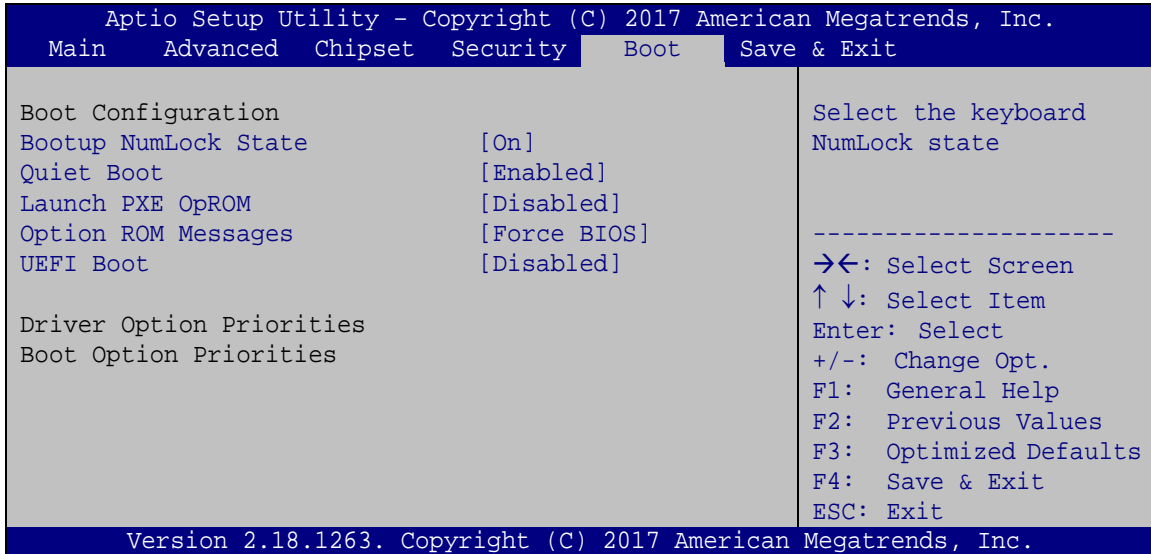 Aptio Setup Utility – Copyright (C) 2017 American Megatrends, Inc.
Main Advanced Chipset Security Boot Save & Exit
Boot Configuration
Bootup NumLock State [On]
Quiet Boot [Enabled]
Launch PXE OpROM [Disabled]
Option ROM Messages [Force BIOS]
UEFI Boot [Disabled]
Driver Option Priorities
Boot Option Priorities
Select the keyboard
NumLock state
---------------------
→←: Select Screen
↑ ↓: Select Item
Enter: Select
+/-: Change Opt.
F1: General Help
F2: Previous Values
F3: Optimized Defaults
F4: Save & Exit
ESC: Exit
Version 2.18.1263. Copyright (C) 2017 American Megatrends, Inc.